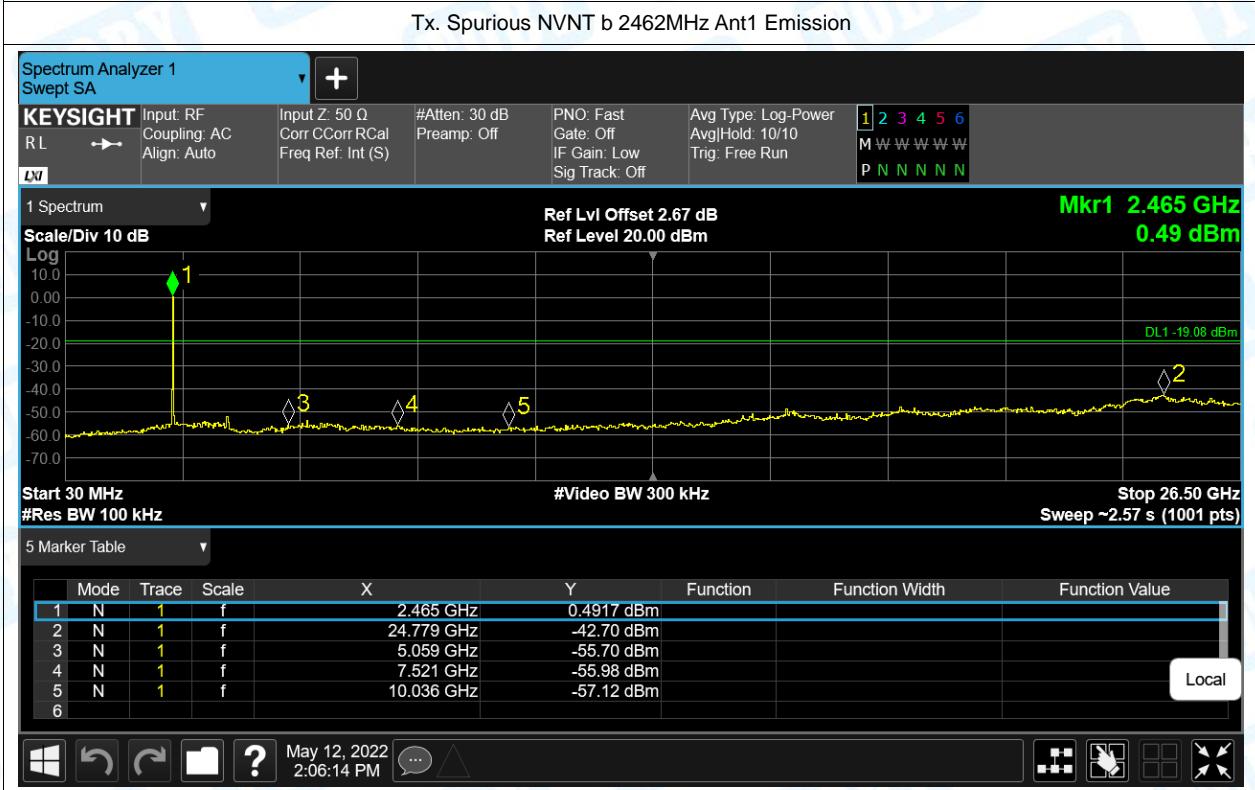 Tx. Spurious NVNT b 2462MHz Ant1 Emission
Spectrum Analyzer 1
Swept SA
KEYSIGHT
R L
LXI
Input: RF
Coupling: AC
Align: Auto
Input Z: 50 Ω
Corr CCorr RCal
Freq Ref: Int (S)
#Atten: 30 dB
Preamp: Off
PNO: Fast
Gate: Off
IF Gain: Low
Sig Track: Off
Avg Type: Log-Power
Avg|Hold: 10/10
Trig: Free Run
1 2 3 4 5 6
M W W W W W
P N N N N N
1 Spectrum
Scale/Div 10 dB
Ref Lvl Offset 2.67 dB
Ref Level 20.00 dBm
Mkr1 2.465 GHz
0.49 dBm
Log
10.0
0.00
-10.0
-20.0
-30.0
-40.0
-50.0
-60.0
-70.0
1
DL1 -19.08 dBm
2
3
4
5
Start 30 MHz
#Res BW 100 kHz
#Video BW 300 kHz
Stop 26.50 GHz
Sweep ~2.57 s (1001 pts)
5 Marker Table
Mode Trace Scale X Y Function Function Width Function Value
1 N 1 f 2.465 GHz 0.4917 dBm
2 N 1 f 24.779 GHz -42.70 dBm
3 N 1 f 5.059 GHz -55.70 dBm
4 N 1 f 7.521 GHz -55.98 dBm
5 N 1 f 10.036 GHz -57.12 dBm
6
Local
?
May 12, 2022
2:06:14 PM